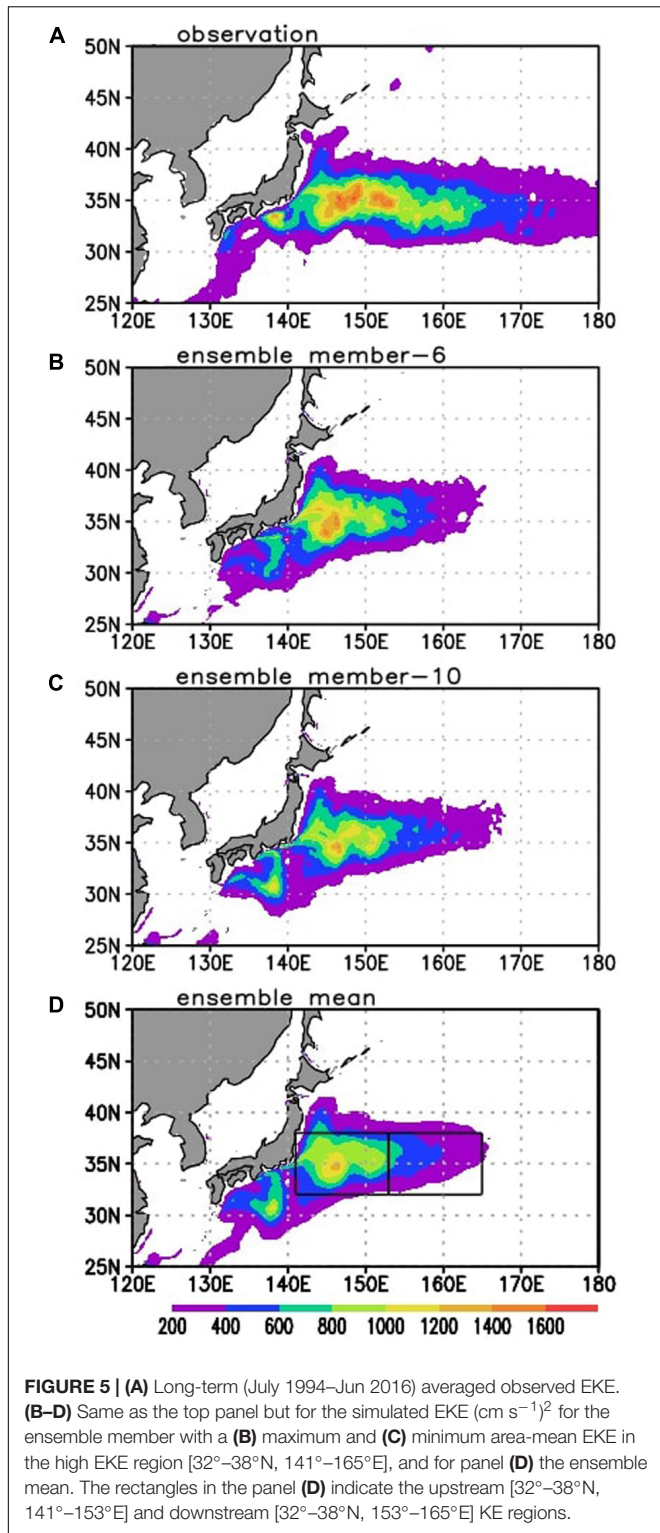 A observation
50N
45N
40N
35N
30N
25N
120E 130E 140E 150E 160E 170E 180
B ensemble member-6
50N
45N
40N
35N
30N
25N
120E 130E 140E 150E 160E 170E 180
C ensemble member-10
50N
45N
40N
35N
30N
25N
120E 130E 140E 150E 160E 170E 180
D ensemble mean
50N
45N
40N
35N
30N
25N
120E 130E 140E 150E 160E 170E 180
200 400 600 800 1000 1200 1400 1600
FIGURE 5 | (A) Long-term (July 1994–Jun 2016) averaged observed EKE.
(B–D) Same as the top panel but for the simulated EKE (cm s⁻¹)² for the
ensemble member with a (B) maximum and (C) minimum area-mean EKE in
the high EKE region [32°–38°N, 141°–165°E], and for panel (D) the ensemble
mean. The rectangles in the panel (D) indicate the upstream [32°–38°N,
141°–153°E] and downstream [32°–38°N, 153°–165°E] KE regions.